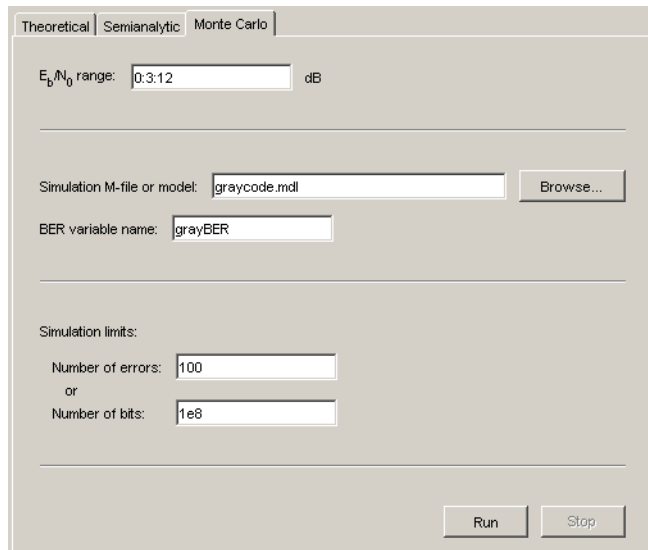 Theoretical Semianalytic Monte Carlo
Eb/N0 range: 0:3:12 dB
Simulation M-file or model: graycode.mdl Browse...
BER variable name: grayBER
Simulation limits:
Number of errors: 100
or
Number of bits: 1e8
Run Stop